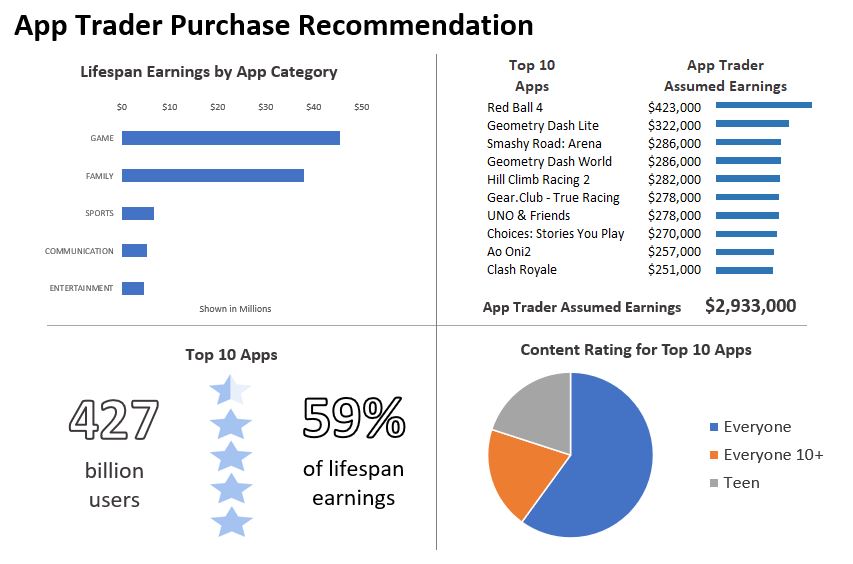 App Trader Purchase Recommendation
Lifespan Earnings by App Category
$0 $10 $20 $30 $40 $50
GAME
FAMILY
SPORTS
COMMUNICATION
ENTERTAINMENT
Shown in Millions
Top 10 App Trader
Apps Assumed Earnings
Red Ball 4 $423,000
Geometry Dash Lite $322,000
Smashy Road: Arena $286,000
Geometry Dash World $286,000
Hill Climb Racing 2 $282,000
Gear.Club - True Racing $278,000
UNO & Friends $278,000
Choices: Stories You Play $270,000
Ao Oni2 $257,000
Clash Royale $251,000
App Trader Assumed Earnings $2,933,000
Top 10 Apps
427
billion
users
59%
of lifespan
earnings
Content Rating for Top 10 Apps
Everyone
Everyone 10+
Teen